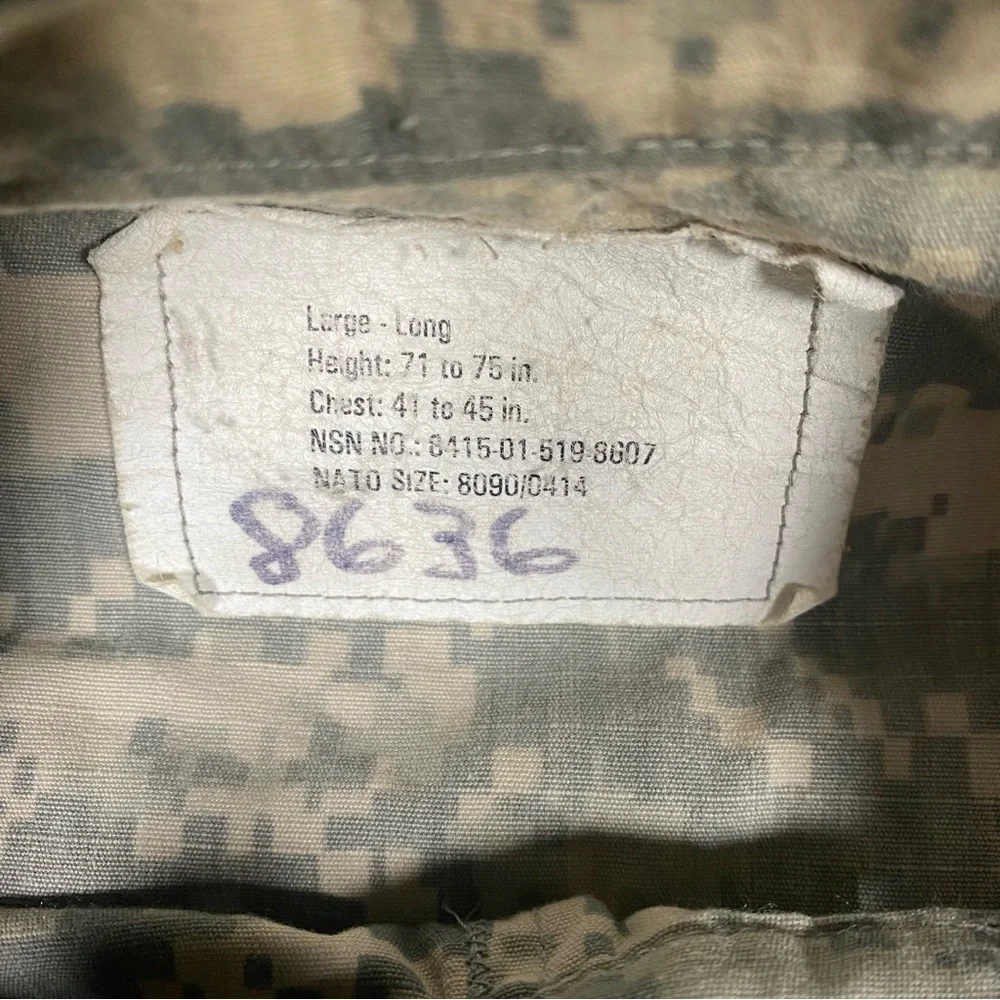 Large - Long
Height: 71 to 75 in.
Chest: 41 to 45 in.
NSN NO.: 8415-01-519-8607
NATO SIZE: 8090/0414
8636